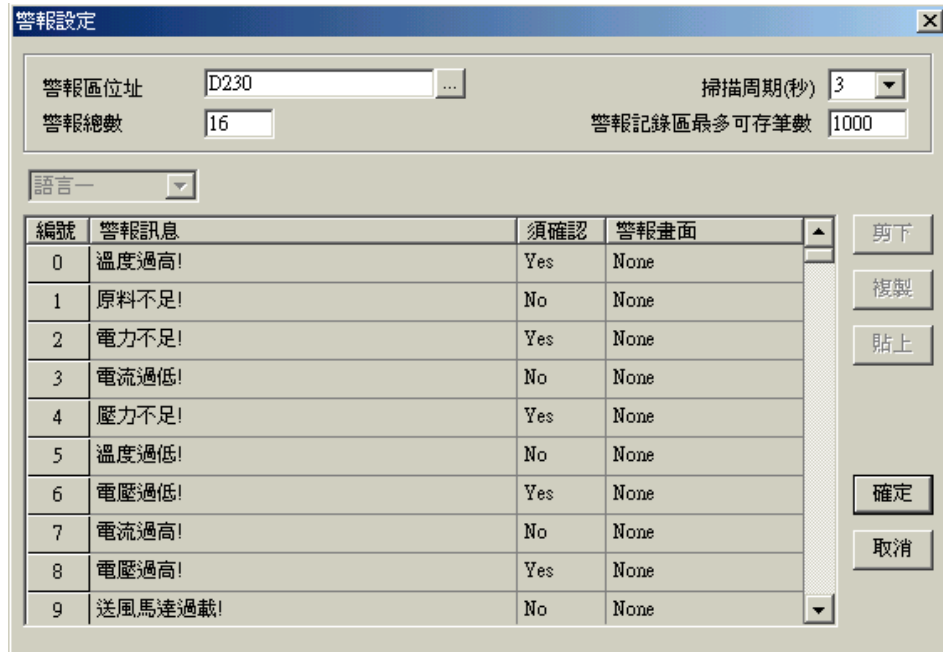 警報設定
警報區位址 D230 ... 掃描周期(秒) 3
警報總數 16 警報記錄區最多可存筆數 1000
語言一
編號 警報訊息 須確認 警報畫面 剪下
0 溫度過高! Yes None
1 原料不足! No None 複製
2 電力不足! Yes None 貼上
3 電流過低! No None
4 壓力不足! Yes None
5 溫度過低! No None
6 電壓過低! Yes None 確定
7 電流過高! No None 取消
8 電壓過高! Yes None
9 送風馬達過載! No None